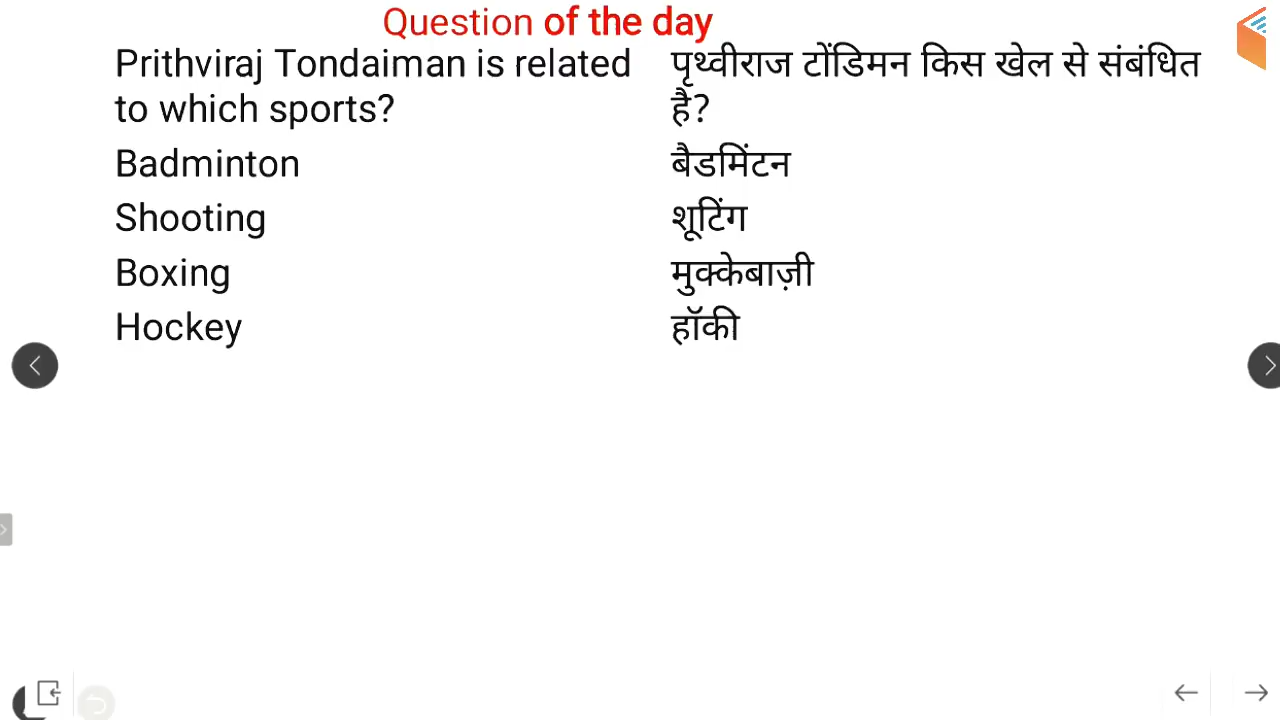 Question of the day
Prithviraj Tondaiman is related
to which sports?
Badminton
Shooting
Boxing
Hockey
पृथ्वीराज टोंडिमन किस खेल से संबंधित
है?
बैडमिंटन
शूटिंग
मुक्केबाज़ी
हॉकी